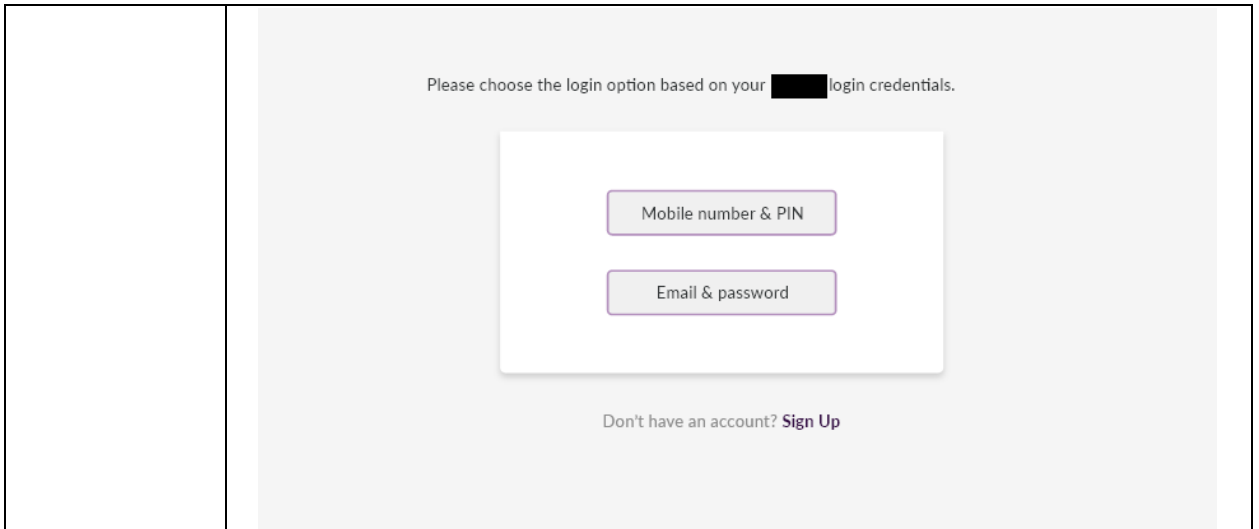 Please choose the login option based on your login credentials.
Mobile number & PIN
Email & password
Don't have an account? Sign Up